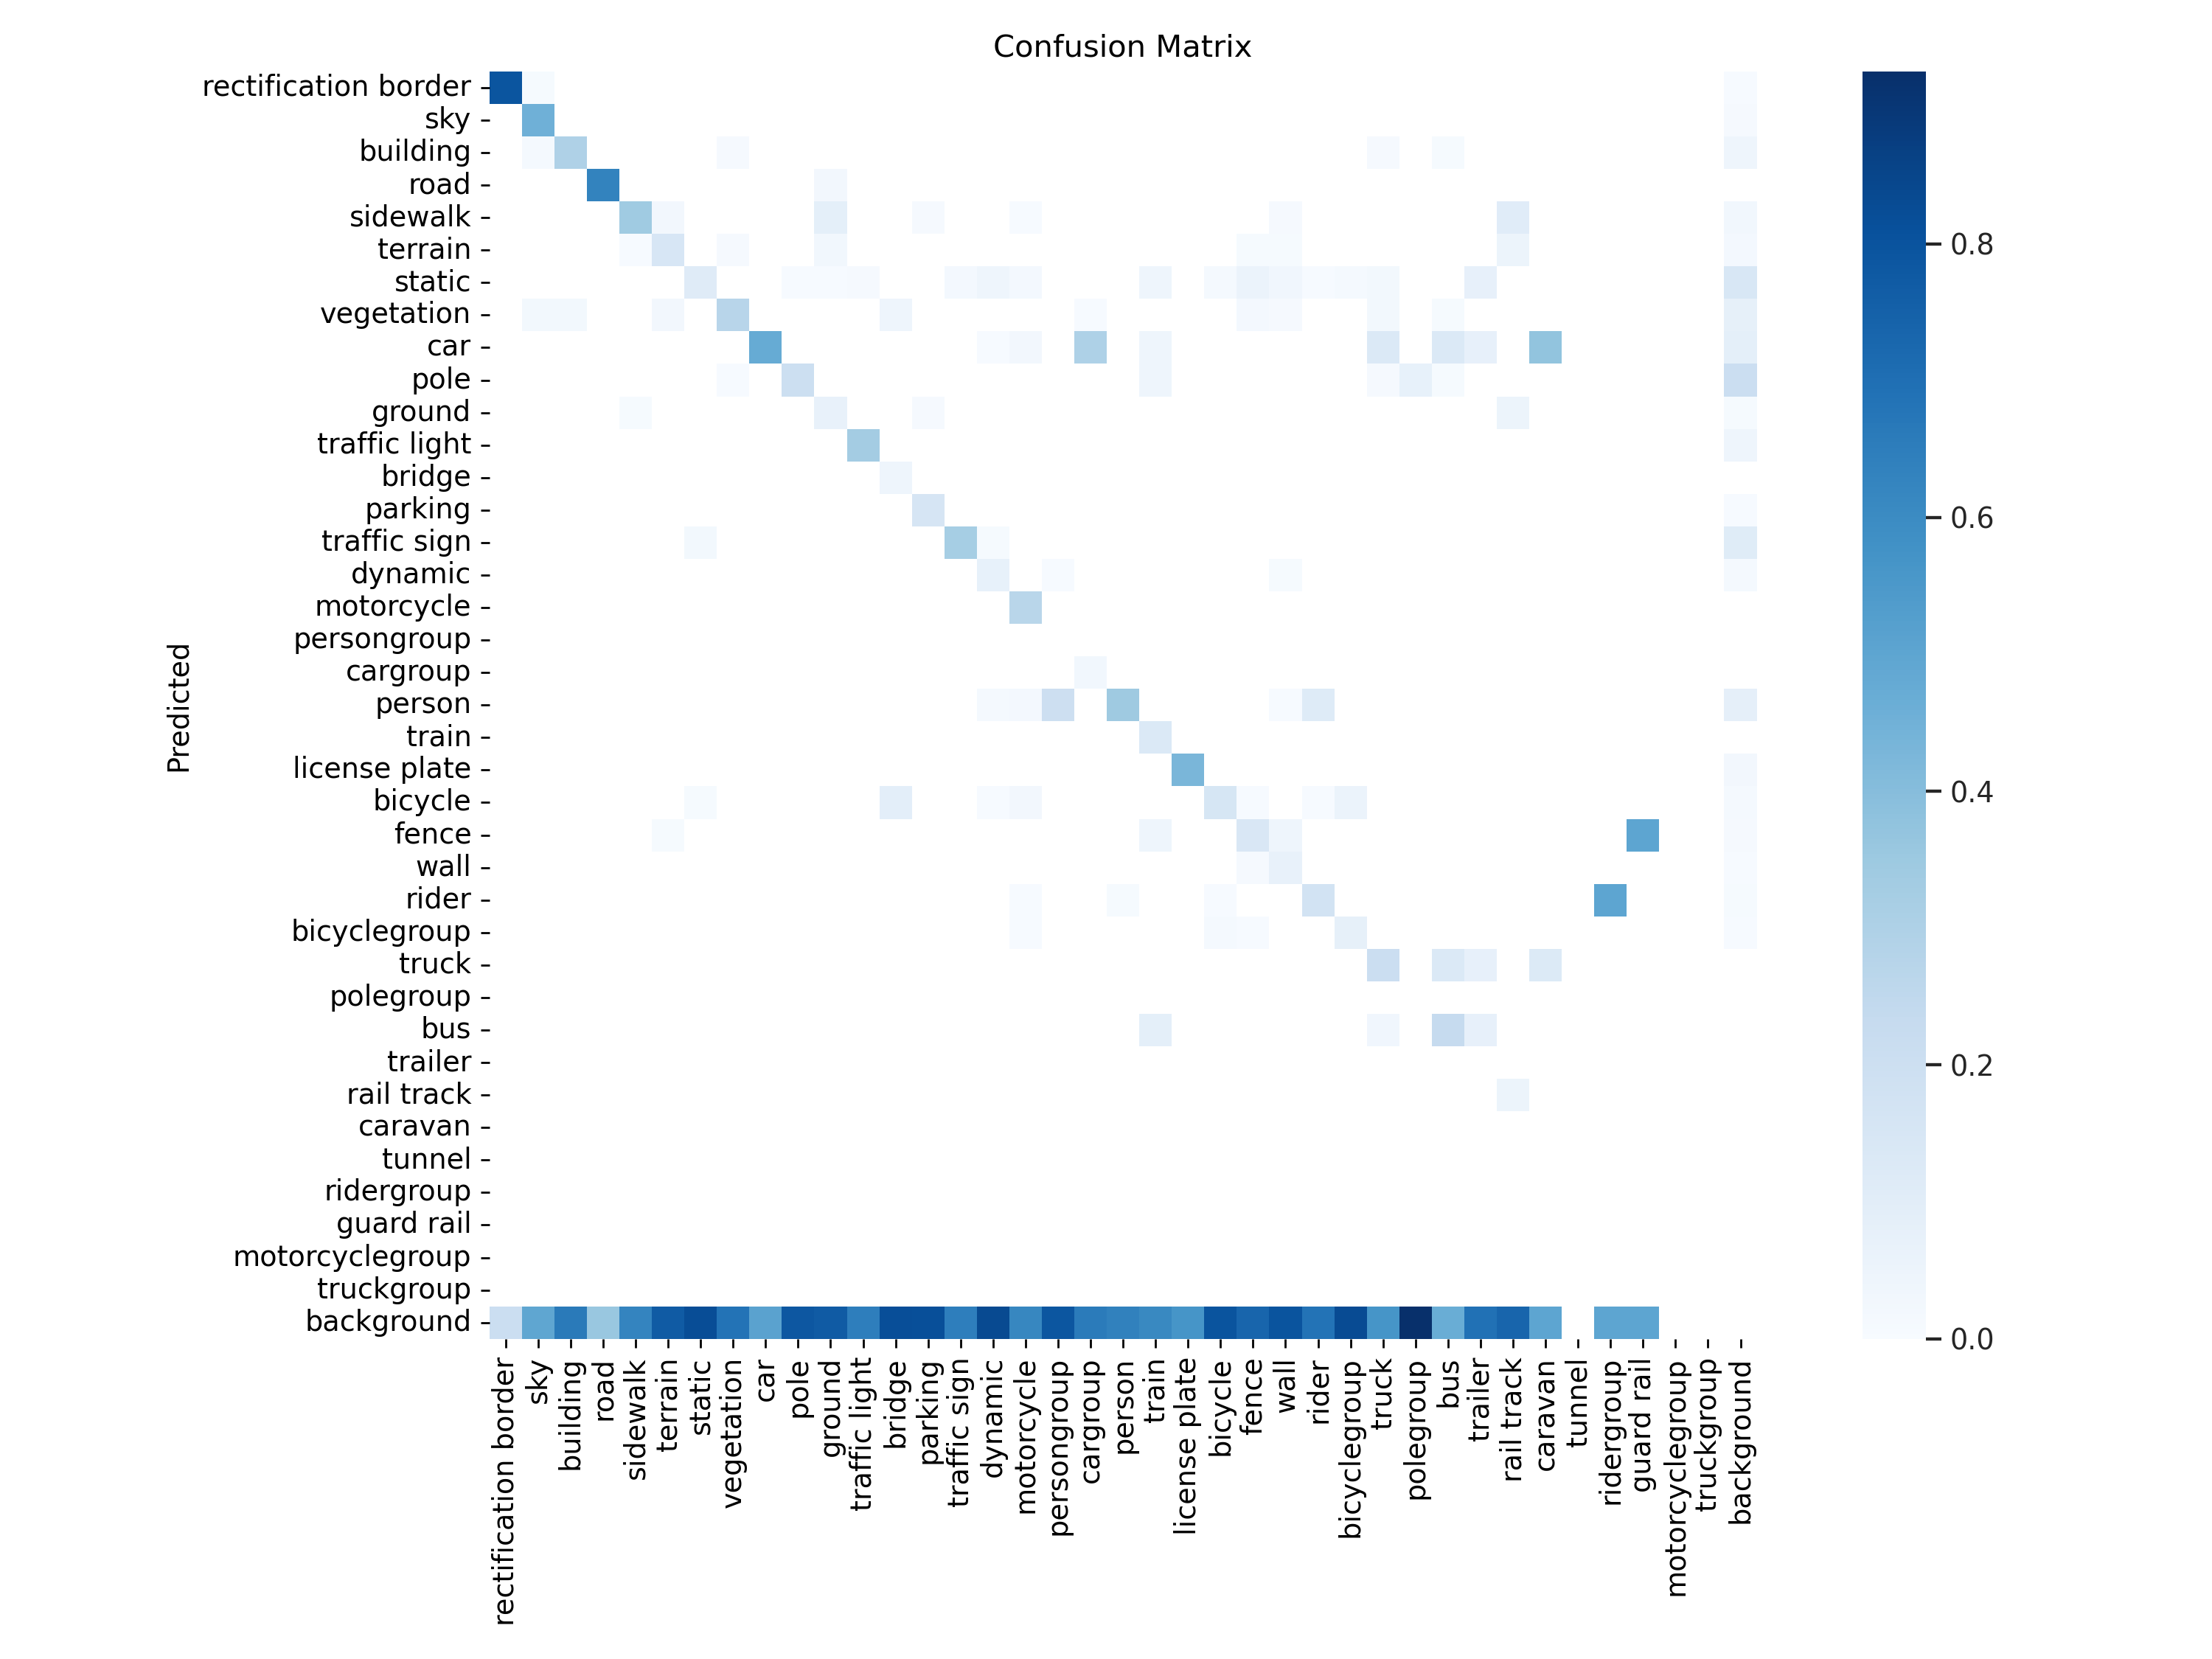 Confusion Matrix
Predicted
rectification border
sky
building
road
sidewalk
terrain
static
vegetation
car
pole
ground
traffic light
bridge
parking
traffic sign
dynamic
motorcycle
persongroup
cargroup
person
train
license plate
bicycle
fence
wall
rider
bicyclegroup
truck
polegroup
bus
trailer
rail track
caravan
tunnel
ridergroup
guard rail
motorcyclegroup
truckgroup
background
rectification border
sky
building
road
sidewalk
terrain
static
vegetation
car
pole
ground
traffic light
bridge
parking
traffic sign
dynamic
motorcycle
persongroup
cargroup
person
train
license plate
bicycle
fence
wall
rider
bicyclegroup
truck
polegroup
bus
trailer
rail track
caravan
tunnel
ridergroup
guard rail
motorcyclegroup
truckgroup
background
0.8
0.6
0.4
0.2
0.0